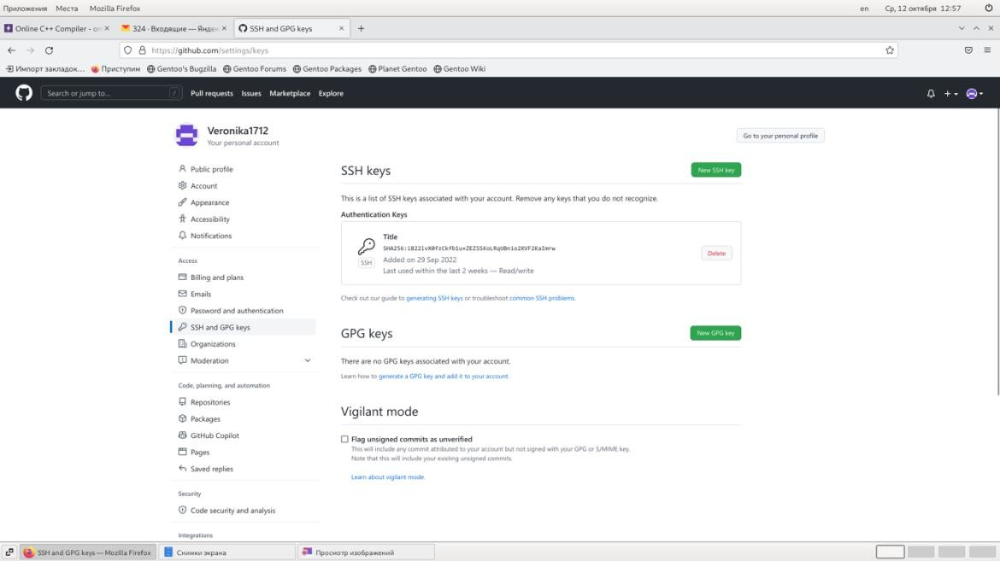 Приложения Места Mozilla Firefox en Ср, 12 октября 12:57
Online C++ Compiler - on 324 · Входящие — Яндек SSH and GPG keys
https://github.com/settings/keys
Импорт закладок… Приступим Gentoo's Bugzilla Gentoo Forums Gentoo Packages Planet Gentoo Gentoo Wiki
Search or jump to... / Pull requests Issues Marketplace Explore
Veronika1712
Your personal account
Go to your personal profile
Public profile
Account
Appearance
Accessibility
Notifications
Access
Billing and plans
Emails
Password and authentication
SSH and GPG keys
Organizations
Moderation
Code, planning, and automation
Repositories
Packages
GitHub Copilot
Pages
Saved replies
Security
Code security and analysis
Integrations
SSH keys
New SSH key
This is a list of SSH keys associated with your account. Remove any keys that you do not recognize.
Authentication Keys
Title
Added on 29 Sep 2022
SSH
Last used within the last 2 weeks — Read/write
Delete
Check out our guide to generating SSH keys or troubleshoot common SSH problems.
GPG keys
New GPG key
There are no GPG keys associated with your account.
Learn how to generate a GPG key and add it to your account.
Vigilant mode
Flag unsigned commits as unverified
This will include any commit attributed to your account but not signed with your GPG or S/MIME key.
Note that this will include your existing unsigned commits.
Learn about vigilant mode.
SSH and GPG keys — Mozilla Firefox Снимки экрана Просмотр изображений